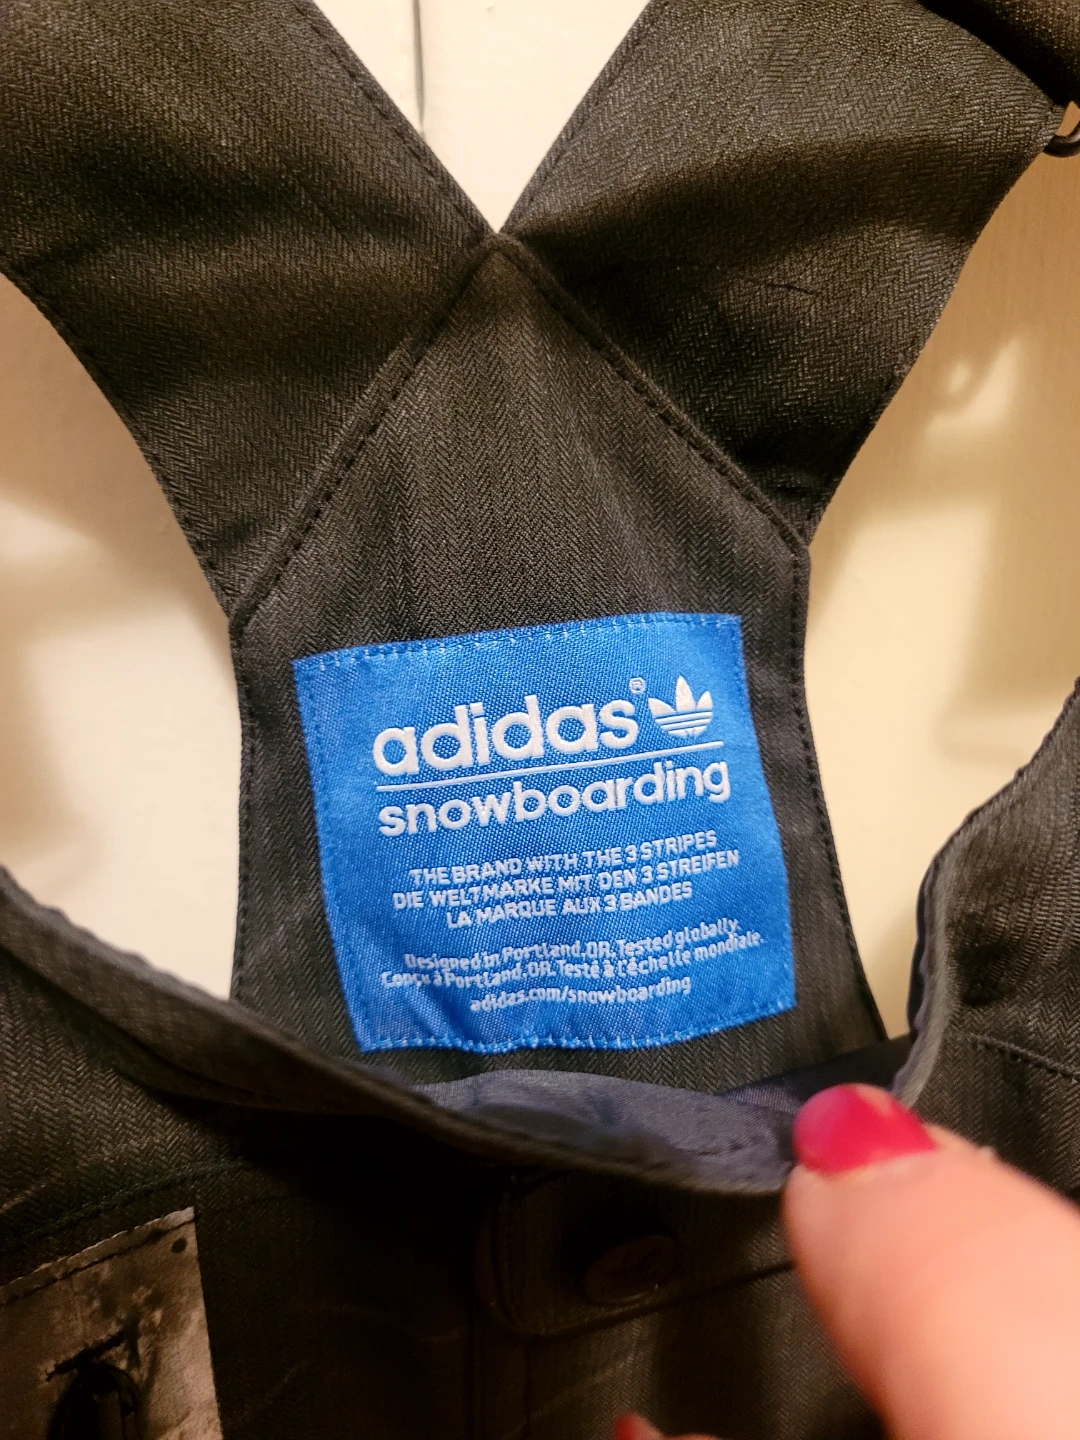 adidas®
snowboarding
THE BRAND WITH THE 3 STRIPES
DIE WELTMARKE MIT DEN 3 STREIFEN
LA MARQUE AUX 3 BANDES
Designed in Portland, OR. Tested globally.
Conçu à Portland, OR. Testé à l'échelle mondiale.
adidas.com/snowboarding